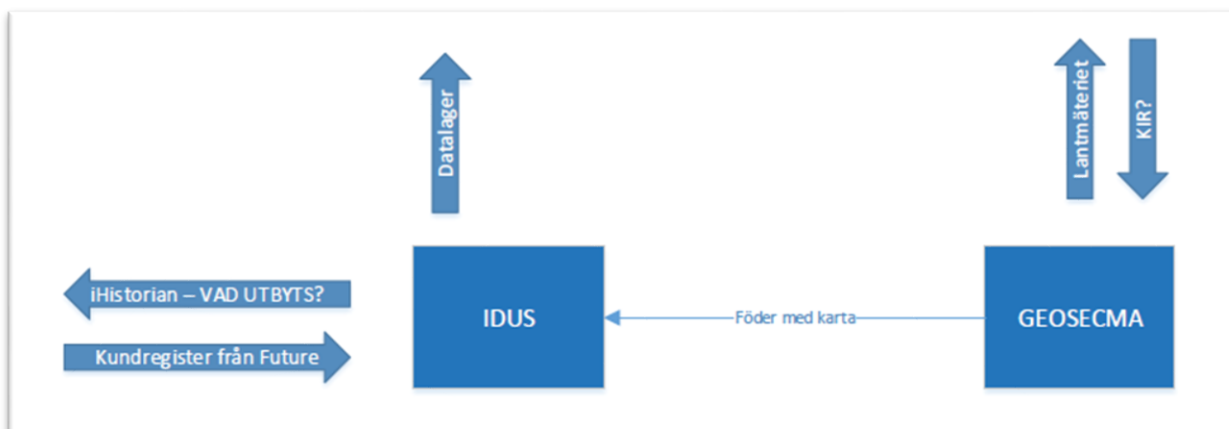 Datalager
Lantmäteriet
KIR?
iHistorian – VAD UTBYTS?
Kundregister från Future
IDUS
Föder med karta
GEOSECMA